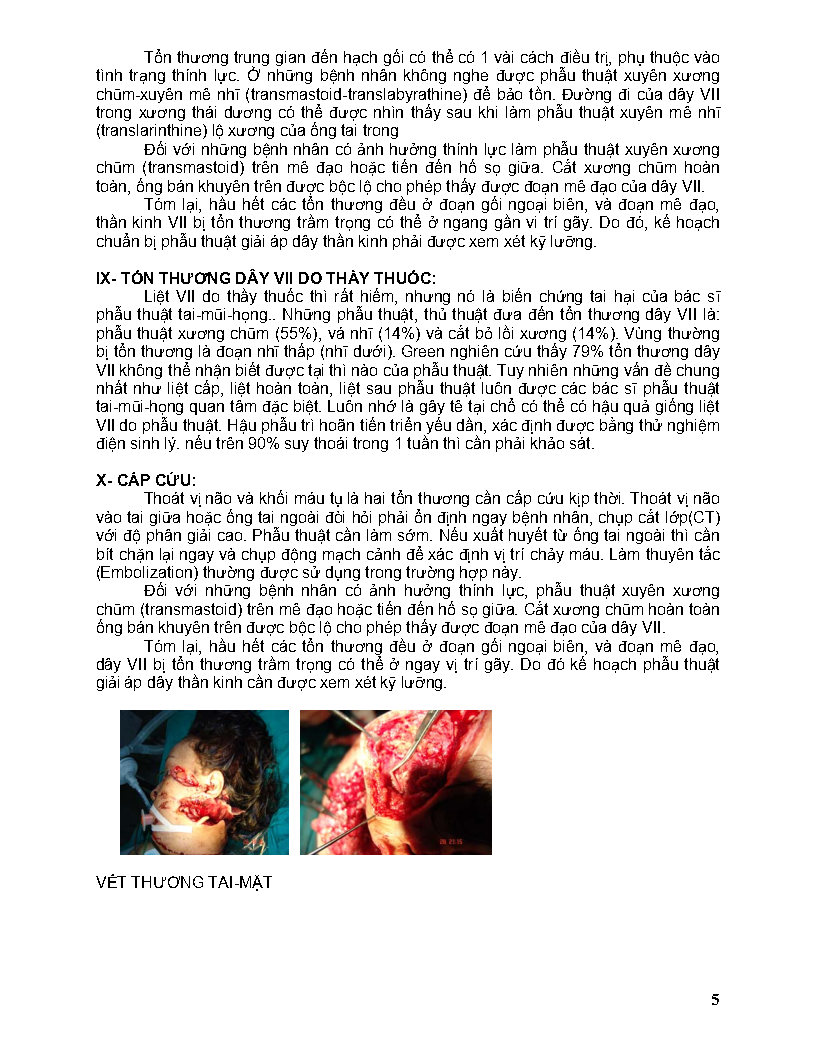 Tổn thương trung gian đến hạch gối có thể có 1 vài cách điều trị, phụ thuộc vào
tình trạng thính lực. Ở những bệnh nhân không nghe được phẫu thuật xuyên xương
chũm-xuyên mê nhĩ (transmastoid-translabyrathine) để bảo tồn. Đường đi của dây VII
trong xương thái dương có thể được nhìn thấy sau khi làm phẫu thuật xuyên mê nhĩ
(translarinthine) lộ xương của ống tai trong
Đối với những bệnh nhân có ảnh hưởng thính lực làm phẫu thuật xuyên xương
chũm (transmastoid) trên mê đạo hoặc tiến đến hố sọ giữa. Cắt xương chũm hoàn
toàn, ống bán khuyên trên được bộc lộ cho phép thấy được đoạn mê đạo của dây VII.
Tóm lại, hầu hết các tổn thương đều ở đoạn gối ngoại biên, và đoạn mê đạo,
thần kinh VII bị tổn thương trầm trọng có thể ở ngang gần vi trí gãy. Do đó, kế hoạch
chuẩn bị phẫu thuật giải áp dây thần kinh phải được xem xét kỹ lưỡng.
IX- TỔN THƯƠNG DÂY VII DO THẦY THUỐC:
Liệt VII do thầy thuốc thì rất hiếm, nhưng nó là biến chứng tai hại của bác sĩ
phẫu thuật tai-mũi-họng.. Những phẫu thuật, thủ thuật đưa đến tổn thương dây VII là:
phẫu thuật xương chũm (55%), vá nhĩ (14%) và cắt bỏ lồi xương (14%). Vùng thường
bị tổn thương là đoạn nhĩ thấp (nhĩ dưới). Green nghiên cứu thấy 79% tổn thương dây
VII không thể nhận biết được tại thì nào của phẫu thuật. Tuy nhiên những vấn đề chung
nhất như liệt cấp, liệt hoàn toàn, liệt sau phẫu thuật luôn được các bác sĩ phẫu thuật
tai-mũi-họng quan tâm đặc biệt. Luôn nhớ là gây tê tại chổ có thể có hậu quả giống liệt
VII do phẫu thuật. Hậu phẫu trì hoãn tiến triển yếu dần, xác định được bằng thử nghiệm
điện sinh lý. nếu trên 90% suy thoái trong 1 tuần thì cần phải khảo sát.
X- CẤP CỨU:
Thoát vị não và khối máu tụ là hai tổn thương cần cấp cứu kịp thời. Thoát vị não
vào tai giữa hoặc ống tai ngoài đòi hỏi phải ổn định ngay bệnh nhân, chụp cắt lớp(CT)
với độ phân giải cao. Phẫu thuật cần làm sớm. Nếu xuất huyết từ ống tai ngoài thì cần
bít chặn lại ngay và chụp động mạch cảnh để xác định vị trí chảy máu. Làm thuyên tắc
(Embolization) thường được sử dụng trong trường hợp này.
Đối với những bệnh nhân có ảnh hưởng thính lực, phẫu thuật xuyên xương
chũm (transmastoid) trên mê đạo hoặc tiến đến hố sọ giữa. Cắt xương chũm hoàn toàn
ống bán khuyên trên được bộc lộ cho phép thấy được đoạn mê đạo của dây VII.
Tóm lại, hầu hết các tổn thương đều ở đoạn gối ngoại biên, và đoạn mê đạo,
dây VII bị tổn thương trầm trọng có thể ở ngay vị trí gãy. Do đó kế hoạch phẫu thuật
giải áp dây thần kinh cần được xem xét kỹ lưỡng.
VẾT THƯƠNG TAI-MẶT
5